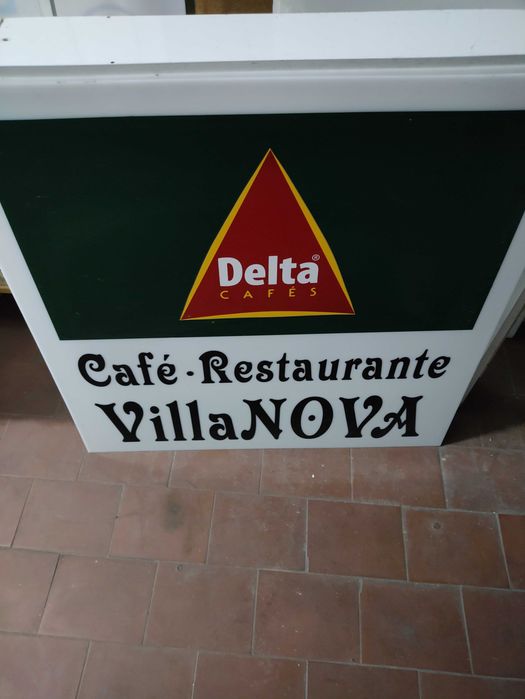 Delta®
CAFÉS
Café - Restaurante
VillaNOVA